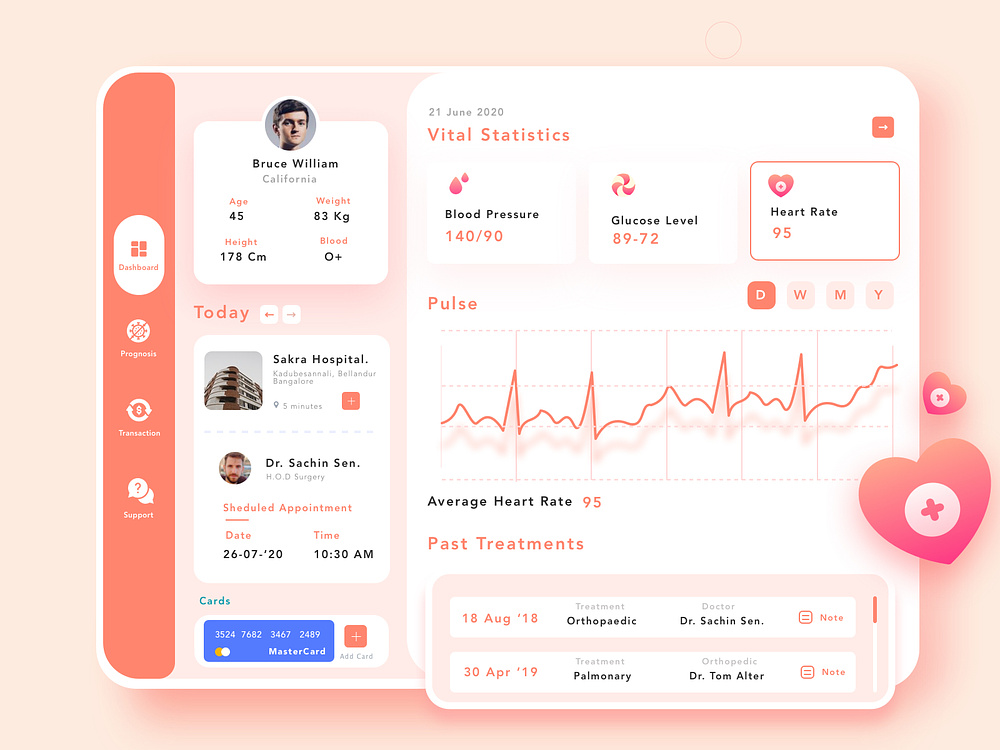 Dashboard
Prognosis
Transaction
Support
Bruce William
California
Age
Weight
45
83 Kg
Height
Blood
178 Cm
O+
Today
Sakra Hospital.
Kadubesannali, Bellandur
Bangalore
5 minutes
Dr. Sachin Sen.
H.O.D Surgery
Sheduled Appointment
Date
Time
26-07-'20
10:30 AM
Cards
3524 7682 3467 2489
MasterCard
Add Card
21 June 2020
Vital Statistics
Blood Pressure
140/90
Glucose Level
89-72
Heart Rate
95
Pulse
D
W
M
Y
Average Heart Rate 95
Past Treatments
18 Aug '18
Treatment
Orthopaedic
Doctor
Dr. Sachin Sen.
Note
30 Apr '19
Treatment
Palmonary
Orthopedic
Dr. Tom Alter
Note